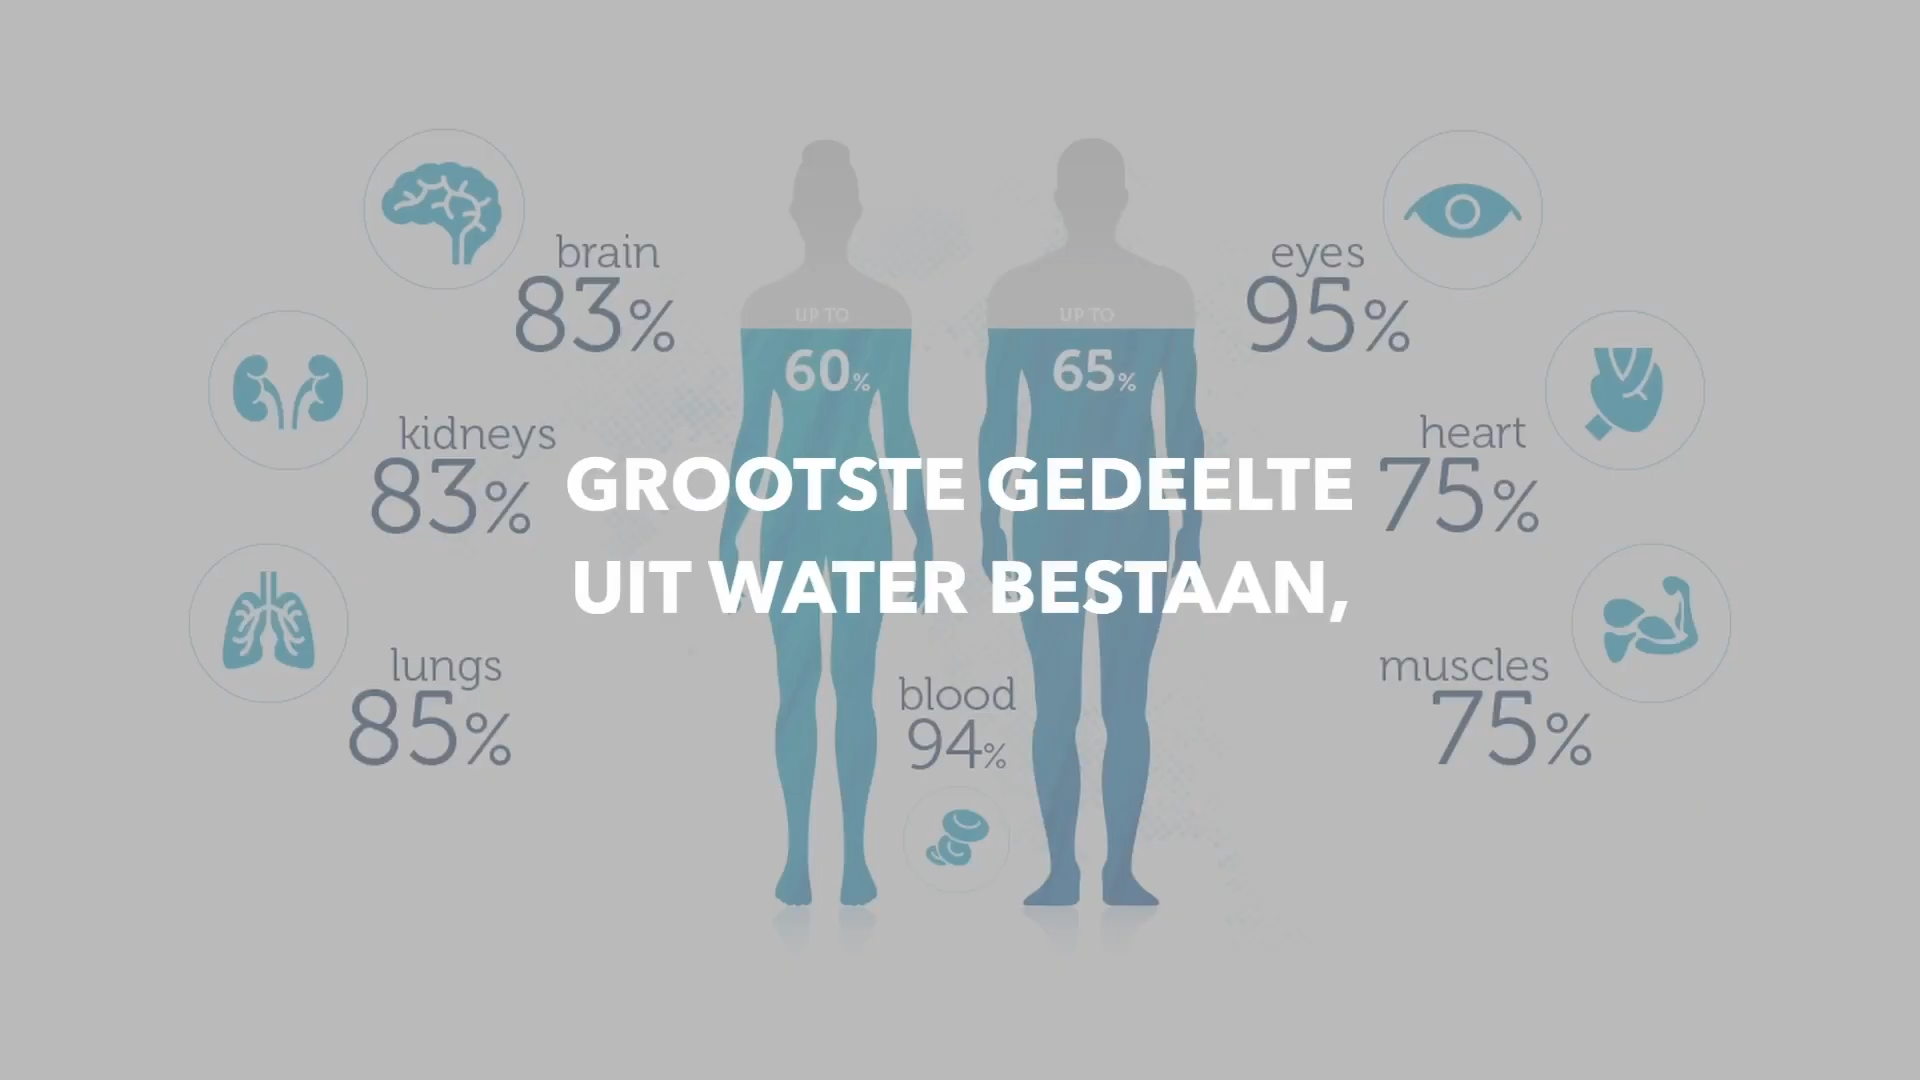 brain
83%
kidneys
83%
lungs
85%
UP TO
60%
UP TO
65%
GROOTSTE GEDEELTE
UIT WATER BESTAAN,
blood
94%
eyes
95%
heart
75%
muscles
75%